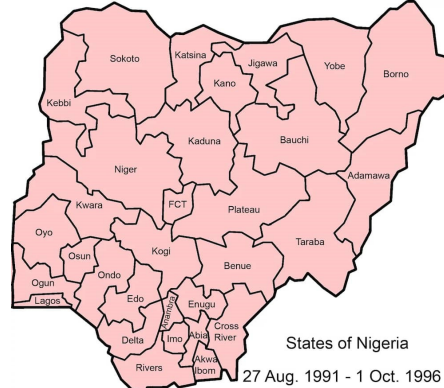 Sokoto
Katsina
Jigawa
Yobe
Borno
Kano
Kebbi
Kaduna
Bauchi
Niger
Adamawa
FCT
Kwara
Plateau
Oyo
Taraba
Osun
Kogi
Ondo
Benue
Ogun
Lagos
Edo
Anambra
Enugu
Delta
Imo
Abia
Cross
River
Rivers
Akwa
Ibom
States of Nigeria
27 Aug. 1991 - 1 Oct. 1996